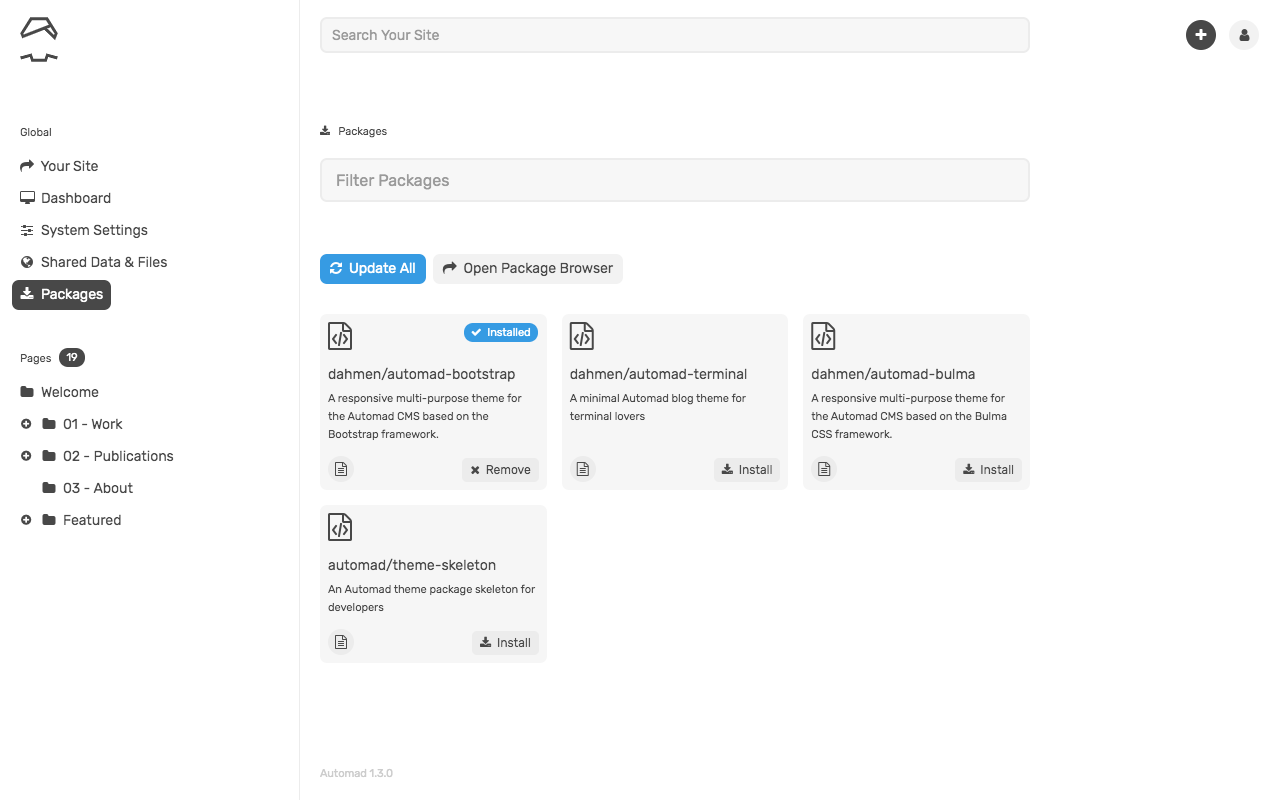 Search Your Site
Global
Your Site
Dashboard
System Settings
Shared Data & Files
Packages
Pages 19
Welcome
01 - Work
02 - Publications
03 - About
Featured
Packages
Filter Packages
Update All
Open Package Browser
Installed
dahmen/automad-bootstrap
A responsive multi-purpose theme for
the Automad CMS based on the
Bootstrap framework.
Remove
dahmen/automad-terminal
A minimal Automad blog theme for
terminal lovers
Install
dahmen/automad-bulma
A responsive multi-purpose theme for
the Automad CMS based on the Bulma
CSS framework.
Install
automad/theme-skeleton
An Automad theme package skeleton for
developers
Install
Automad 1.3.0